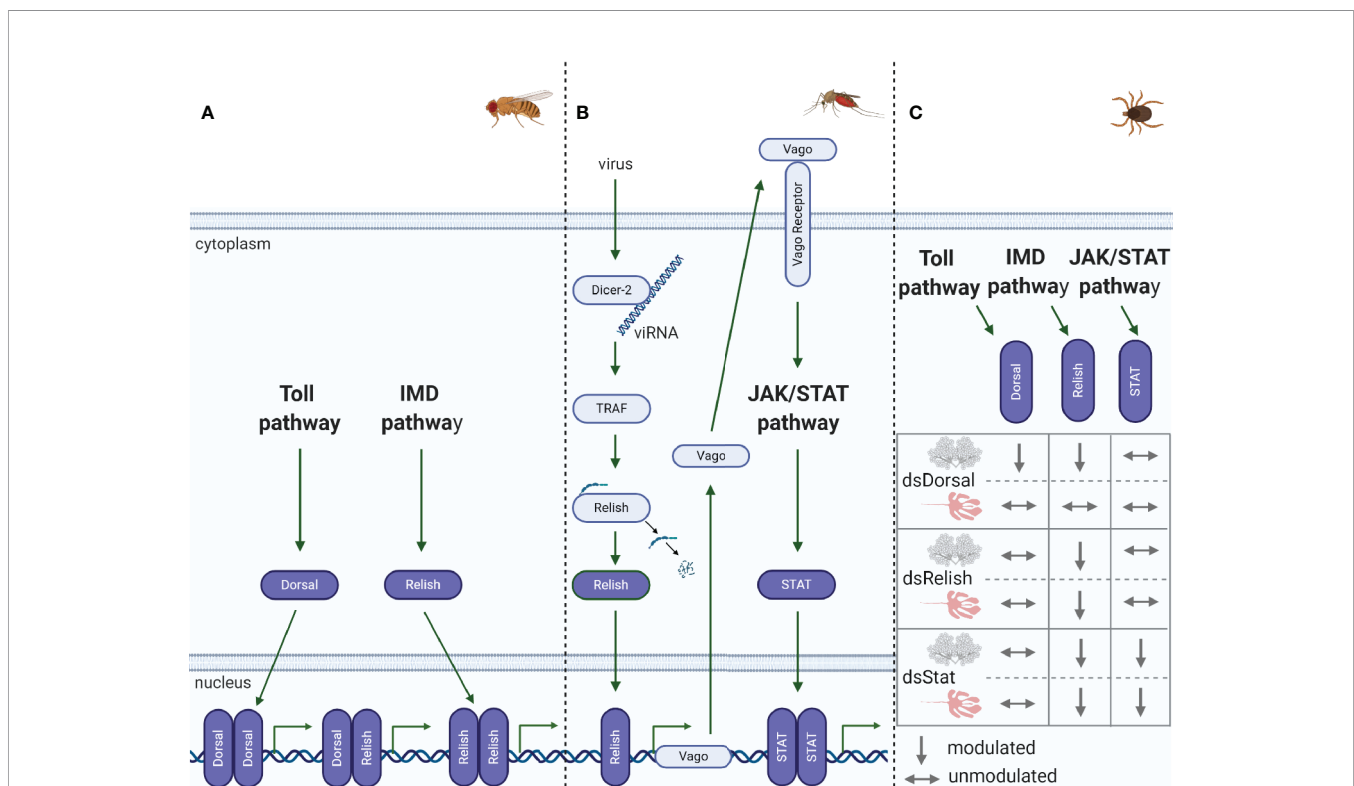 A
B
C
virus
Vago
Vago Receptor
cytoplasm
Dicer-2
viRNA
TRAF
Toll
pathway
IMD
pathway
JAK/STAT
pathway
Vago
Relish
Dorsal
Relish
Relish
STAT
nucleus
Dorsal
Dorsal
Dorsal
Relish
Relish
Relish
Relish
Vago
STAT
STAT
Toll
pathway
IMD
pathway
JAK/STAT
pathway
Dorsal
Relish
STAT
dsDorsal
dsRelish
dsStat
modulated
unmodulated